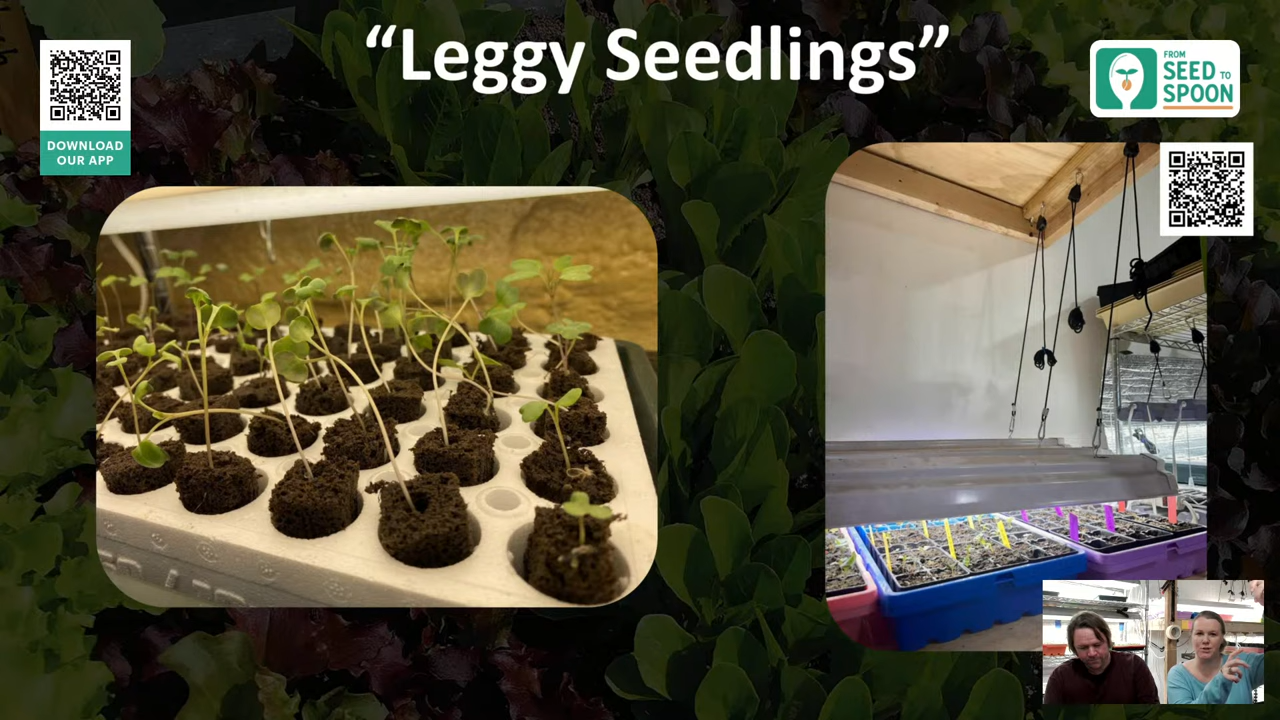 “Leggy Seedlings”
DOWNLOAD
OUR APP
FROM
SEED TO
SPOON